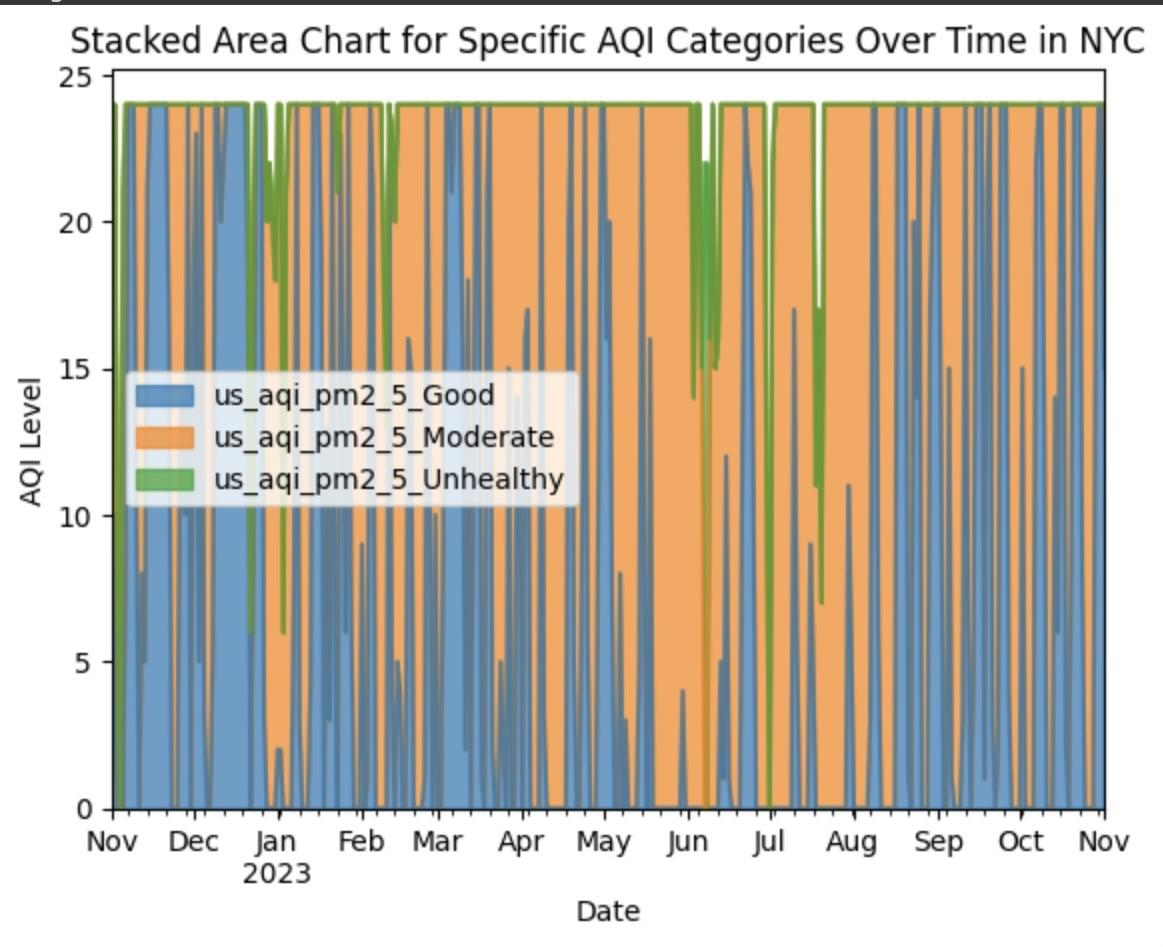 Stacked Area Chart for Specific AQI Categories Over Time in NYC
25
20
15
10
5
0
AQI Level
us_aqi_pm2_5_Good
us_aqi_pm2_5_Moderate
us_aqi_pm2_5_Unhealthy
Nov Dec Jan Feb Mar Apr May Jun Jul Aug Sep Oct Nov
2023
Date